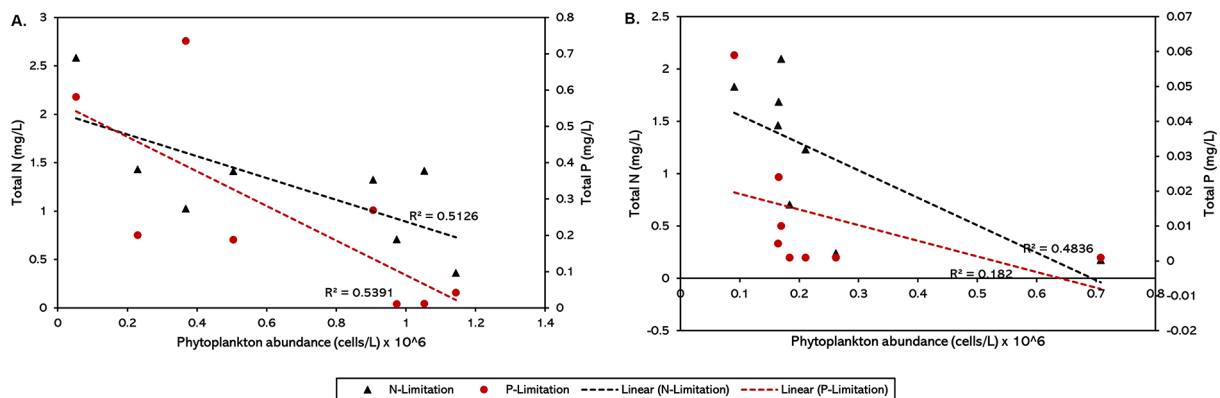 A.
3
2.5
2
1.5
1
0.5
0
Total N (mg/L)
0 0.2 0.4 0.6 0.8 1 1.2 1.4
Phytoplankton abundance (cells/L) x 10^6
0.8
0.7
0.6
0.5
0.4
0.3
0.2
0.1
0
Total P (mg/L)
R² = 0.5126
R² = 0.5391
B.
2.5
2
1.5
1
0.5
0
-0.5
Total N (mg/L)
0 0.1 0.2 0.3 0.4 0.5 0.6 0.7 0.8
Phytoplankton abundance (cells/L) x 10^6
0.07
0.06
0.05
0.04
0.03
0.02
0.01
0
-0.01
-0.02
Total P (mg/L)
R² = 0.4836
R² = 0.182
N-Limitation P-Limitation Linear (N-Limitation) Linear (P-Limitation)